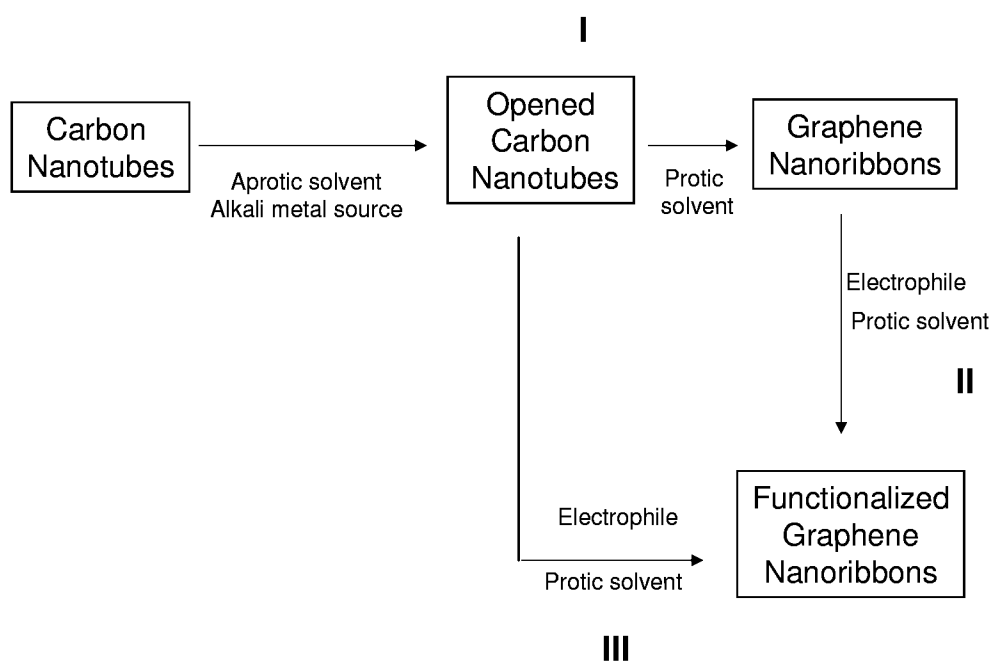 I
Carbon
Nanotubes
Aprotic solvent
Alkali metal source
Opened
Carbon
Nanotubes
Protic
solvent
Graphene
Nanoribbons
Electrophile
Protic solvent
II
Functionalized
Graphene
Nanoribbons
Electrophile
Protic solvent
III